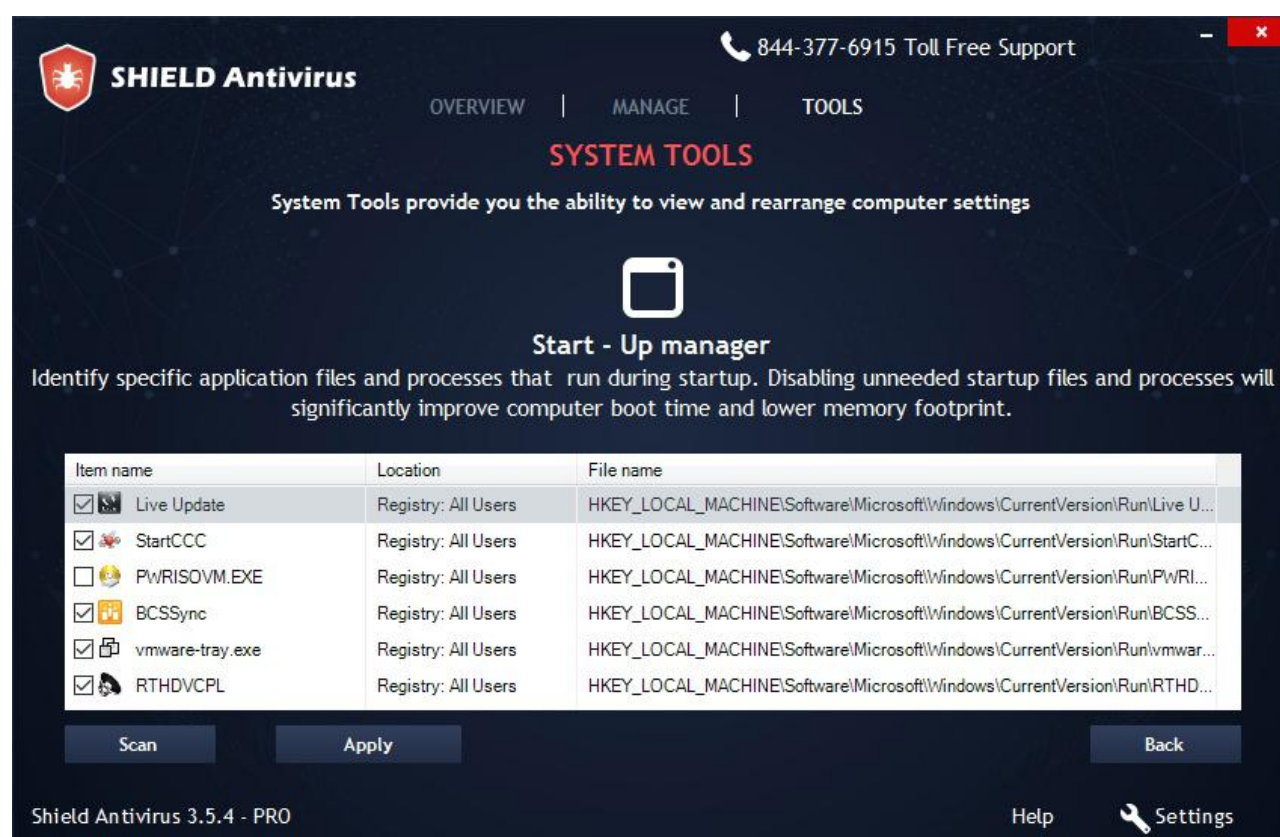 844-377-6915 Toll Free Support
SHIELD Antivirus
OVERVIEW | MANAGE | TOOLS
SYSTEM TOOLS
System Tools provide you the ability to view and rearrange computer settings
Start - Up manager
Identify specific application files and processes that run during startup. Disabling unneeded startup files and processes will
significantly improve computer boot time and lower memory footprint.
Item name Location File name
Live Update Registry: All Users HKEY_LOCAL_MACHINE\Software\Microsoft\Windows\CurrentVersion\Run\Live U...
StartCCC Registry: All Users HKEY_LOCAL_MACHINE\Software\Microsoft\Windows\CurrentVersion\Run\StartC...
PWRISOVM.EXE Registry: All Users HKEY_LOCAL_MACHINE\Software\Microsoft\Windows\CurrentVersion\Run\PWRI...
BCSSync Registry: All Users HKEY_LOCAL_MACHINE\Software\Microsoft\Windows\CurrentVersion\Run\BCSS...
vmware-tray.exe Registry: All Users HKEY_LOCAL_MACHINE\Software\Microsoft\Windows\CurrentVersion\Run\vmwar...
RTHDVCPL Registry: All Users HKEY_LOCAL_MACHINE\Software\Microsoft\Windows\CurrentVersion\Run\RTHD...
Scan Apply Back
Shield Antivirus 3.5.4 - PRO Help Settings